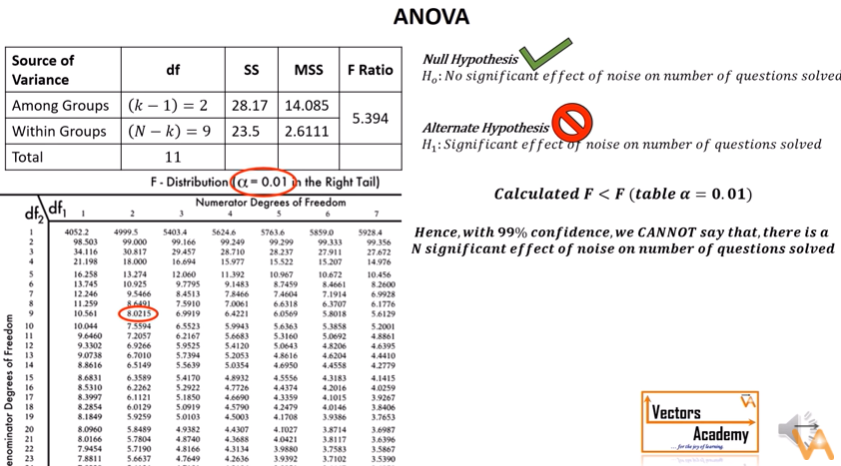 ANOVA
Source of Variance df SS MSS F Ratio
Among Groups (k − 1) = 2 28.17 14.085 5.394
Within Groups (N − k) = 9 23.5 2.6111
Total 11
Null Hypothesis
Hₒ: No significant effect of noise on number of questions solved
Alternate Hypothesis
H₁: Significant effect of noise on number of questions solved
Calculated F < F (table α = 0.01)
Hence, with 99% confidence, we CANNOT say that, there is a
N significant effect of noise on number of questions solved
F - Distribution (α = 0.01 in the Right Tail)
Numerator Degrees of Freedom
df₂ df₁ 1 2 3 4 5 6 7
1 4052.2 4999.5 5403.4 5624.6 5763.6 5859.0 5928.4
2 98.503 99.000 99.166 99.249 99.299 99.333 99.356
3 34.116 30.817 29.457 28.710 28.237 27.911 27.672
4 21.198 18.000 16.694 15.977 15.522 15.207 14.976
5 16.258 13.274 12.060 11.392 10.967 10.672 10.456
6 13.745 10.925 9.7795 9.1483 8.7459 8.4661 8.2600
7 12.246 9.5466 8.4513 7.8466 7.4604 7.1914 6.9928
8 11.259 8.6491 7.5910 7.0061 6.6318 6.3707 6.1776
9 10.561 8.0215 6.9919 6.4221 6.0569 5.8018 5.6129
10 10.044 7.5594 6.5523 5.9943 5.6363 5.3858 5.2001
11 9.6460 7.2057 6.2167 5.6683 5.3160 5.0692 4.8861
12 9.3302 6.9266 5.9525 5.4120 5.0643 4.8206 4.6395
13 9.0738 6.7010 5.7394 5.2053 4.8616 4.6204 4.4410
14 8.8616 6.5149 5.5639 5.0354 4.6950 4.4558 4.2779
15 8.6831 6.3589 5.4170 4.8932 4.5556 4.3183 4.1415
16 8.5310 6.2262 5.2922 4.7726 4.4374 4.2016 4.0259
17 8.3997 6.1121 5.1850 4.6690 4.3359 4.1015 3.9267
18 8.2854 6.0129 5.0919 4.5790 4.2479 4.0146 3.8406
19 8.1849 5.9259 5.0103 4.5003 4.1708 3.9386 3.7653
20 8.0960 5.8489 4.9382 4.4307 4.1027 3.8714 3.6987
21 8.0166 5.7804 4.8740 4.3688 4.0421 3.8117 3.6396
22 7.9454 5.7190 4.8166 4.3134 3.9880 3.7583 3.5867
23 7.8811 5.6637 4.7649 4.2636 3.9392 3.7102 3.5390
enominator Degrees of Freedom
Vectors
Academy
... for the joy of learning
VA